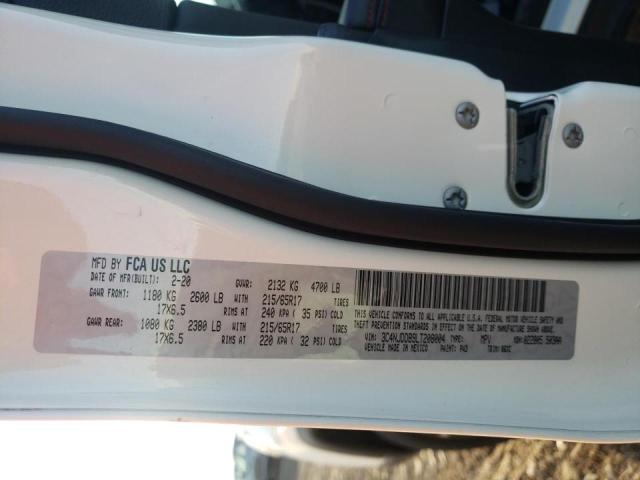 MFD BY FCA US LLC
DATE OF MFR(BUILT): 2-20 GVWR: 2132 KG 4700 LB
GAWR FRONT: 1180 KG 2600 LB WITH 215/65R17 TIRES
17X6.5 RIMS AT 240 KPA ( 35 PSI) COLD
GAWR REAR: 1080 KG 2380 LB WITH 215/65R17 TIRES
17X6.5 RIMS AT 220 KPA ( 32 PSI) COLD
THIS VEHICLE CONFORMS TO ALL APPLICABLE U.S.A. FEDERAL MOTOR VEHICLE SAFETY AND
THEFT PREVENTION STANDARDS IN EFFECT ON THE DATE OF MANUFACTURE SHOWN ABOVE.
VIN: 3C4NJDDB9LT208004 TYPE: MPV
VEHICLE MADE IN MEXICO PAINT: PW3 TRIM: